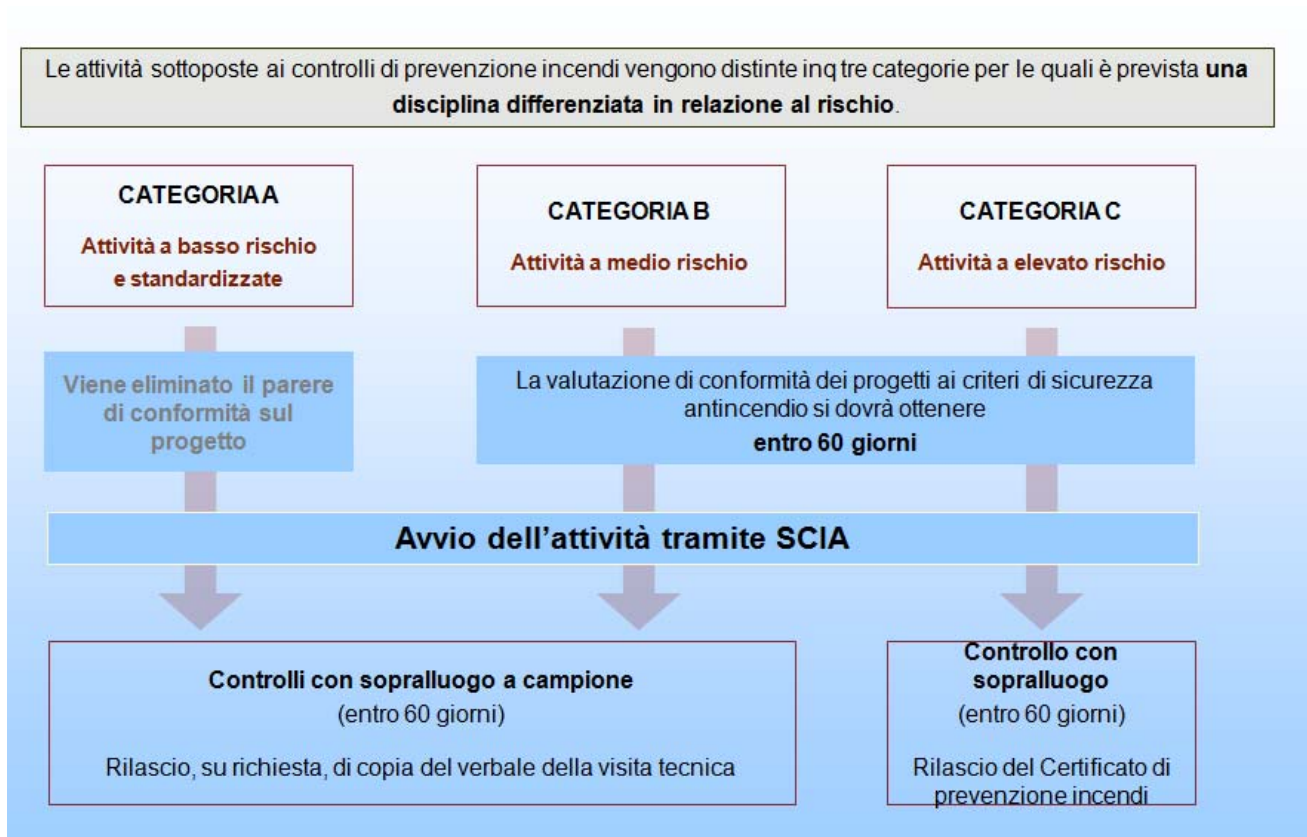 Le attività sottoposte ai controlli di prevenzione incendi vengono distinte inq tre categorie per le quali è prevista una
disciplina differenziata in relazione al rischio.
CATEGORIA A
Attività a basso rischio
e standardizzate
CATEGORIA B
Attività a medio rischio
CATEGORIA C
Attività a elevato rischio
Viene eliminato il parere
di conformità sul
progetto
La valutazione di conformità dei progetti ai criteri di sicurezza
antincendio si dovrà ottenere
entro 60 giorni
Avvio dell'attività tramite SCIA
Controlli con sopralluogo a campione
(entro 60 giorni)
Rilascio, su richiesta, di copia del verbale della visita tecnica
Controllo con
sopralluogo
(entro 60 giorni)
Rilascio del Certificato di
prevenzione incendi